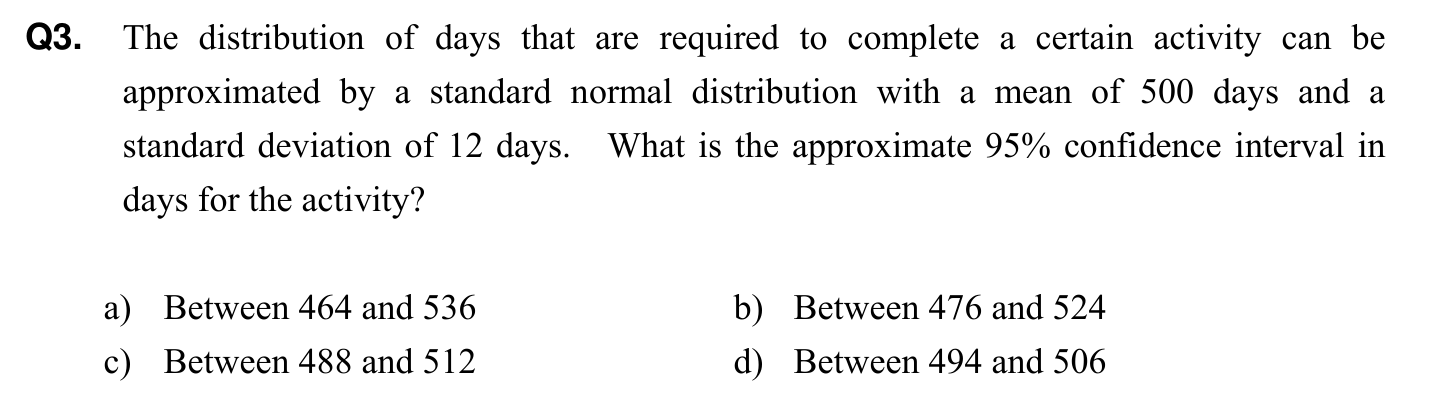 Q3. The distribution of days that are required to complete a certain activity can be
approximated by a standard normal distribution with a mean of 500 days and a
standard deviation of 12 days. What is the approximate 95% confidence interval in
days for the activity?
a) Between 464 and 536 b) Between 476 and 524
c) Between 488 and 512 d) Between 494 and 506